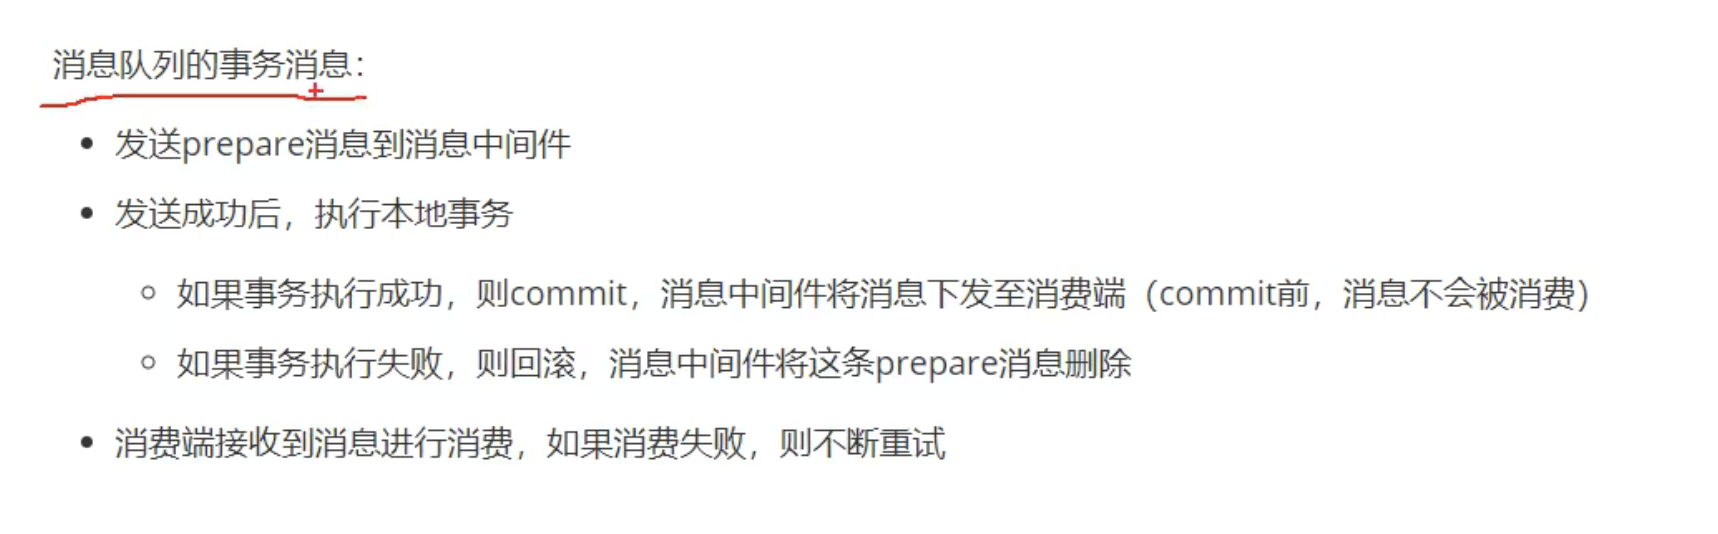 消息队列的事务消息：
发送prepare消息到消息中间件
发送成功后，执行本地事务
如果事务执行成功，则commit，消息中间件将消息下发至消费端（commit前，消息不会被消费）
如果事务执行失败，则回滚，消息中间件将这条prepare消息删除
消费端接收到消息进行消费，如果消费失败，则不断重试